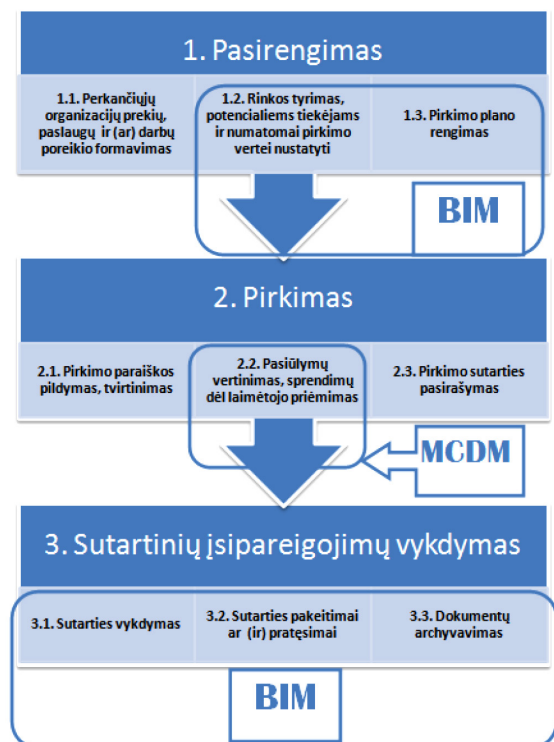 1. Pasirengimas
1.1. Perkančiųjų
organizacijų prekių,
paslaugų ir (ar) darbų
poreikio formavimas
1.2. Rinkos tyrimas,
potencialiems tiekėjams
ir numatomai pirkimo
vertei nustatyti
1.3. Pirkimo plano
rengimas
BIM
2. Pirkimas
2.1. Pirkimo paraiškos
pildymas, tvirtinimas
2.2. Pasiūlymų
vertinimas, sprendimų
dėl laimėtojo priėmimas
2.3. Pirkimo sutarties
pasirašymas
MCDM
3. Sutartinių įsipareigojimų vykdymas
3.1. Sutarties vykdymas
3.2. Sutarties pakeitimai
ar (ir) pratęsimai
3.3. Dokumentų
archyvavimas
BIM